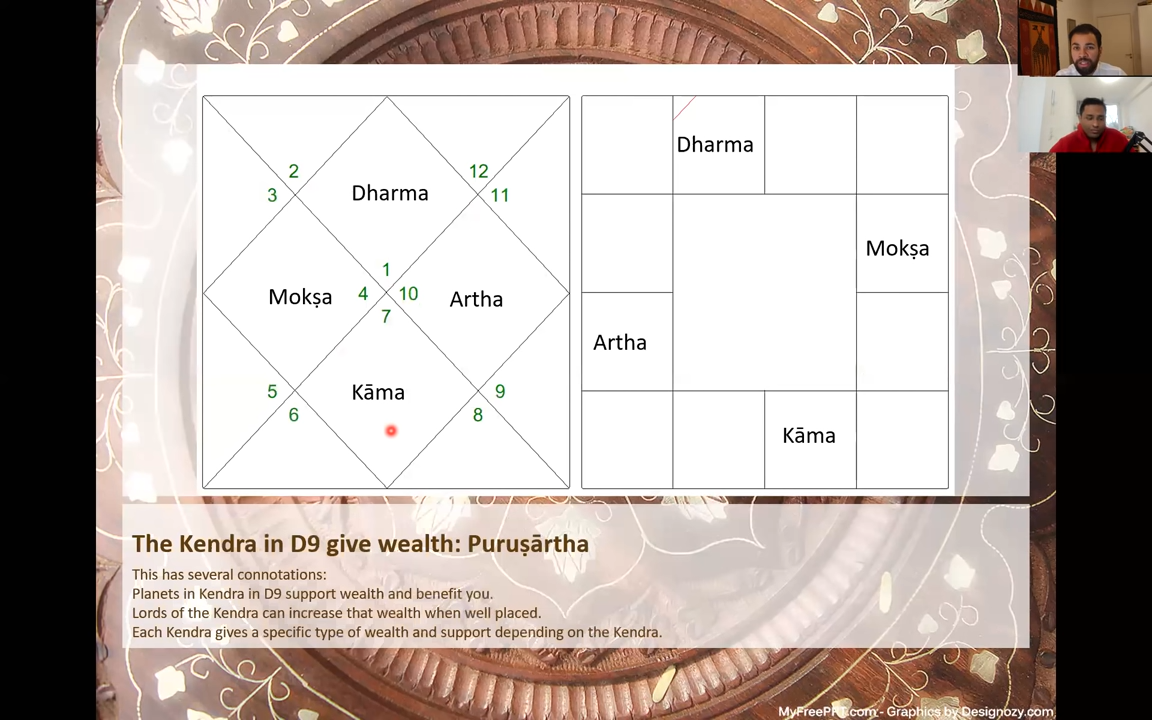 2
12
3
Dharma
11
1
Mokṣa
4
10
Artha
7
5
Kāma
9
6
8
Dharma
Mokṣa
Artha
Kāma
The Kendra in D9 give wealth: Puruṣārtha
This has several connotations:
Planets in Kendra in D9 support wealth and benefit you.
Lords of the Kendra can increase that wealth when well placed.
Each Kendra gives a specific type of wealth and support depending on the Kendra.
MyFreePPT.com - Graphics by Designozy.com